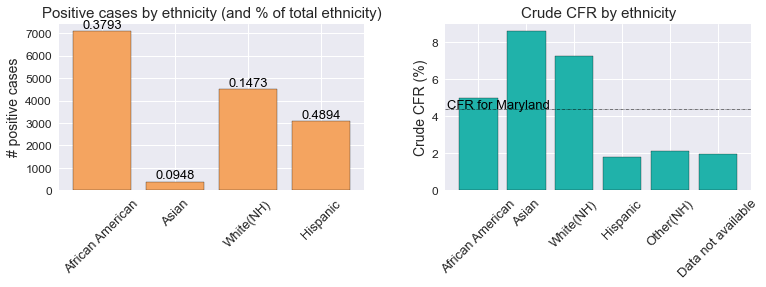 Positive cases by ethnicity (and % of total ethnicity)
# positive cases
7000
6000
5000
4000
3000
2000
1000
0
0.3793
0.0948
0.1473
0.4894
African American
Asian
White(NH)
Hispanic
Crude CFR by ethnicity
Crude CFR (%)
8
6
4
2
0
CFR for Maryland
African American
Asian
White(NH)
Hispanic
Other(NH)
Data not available